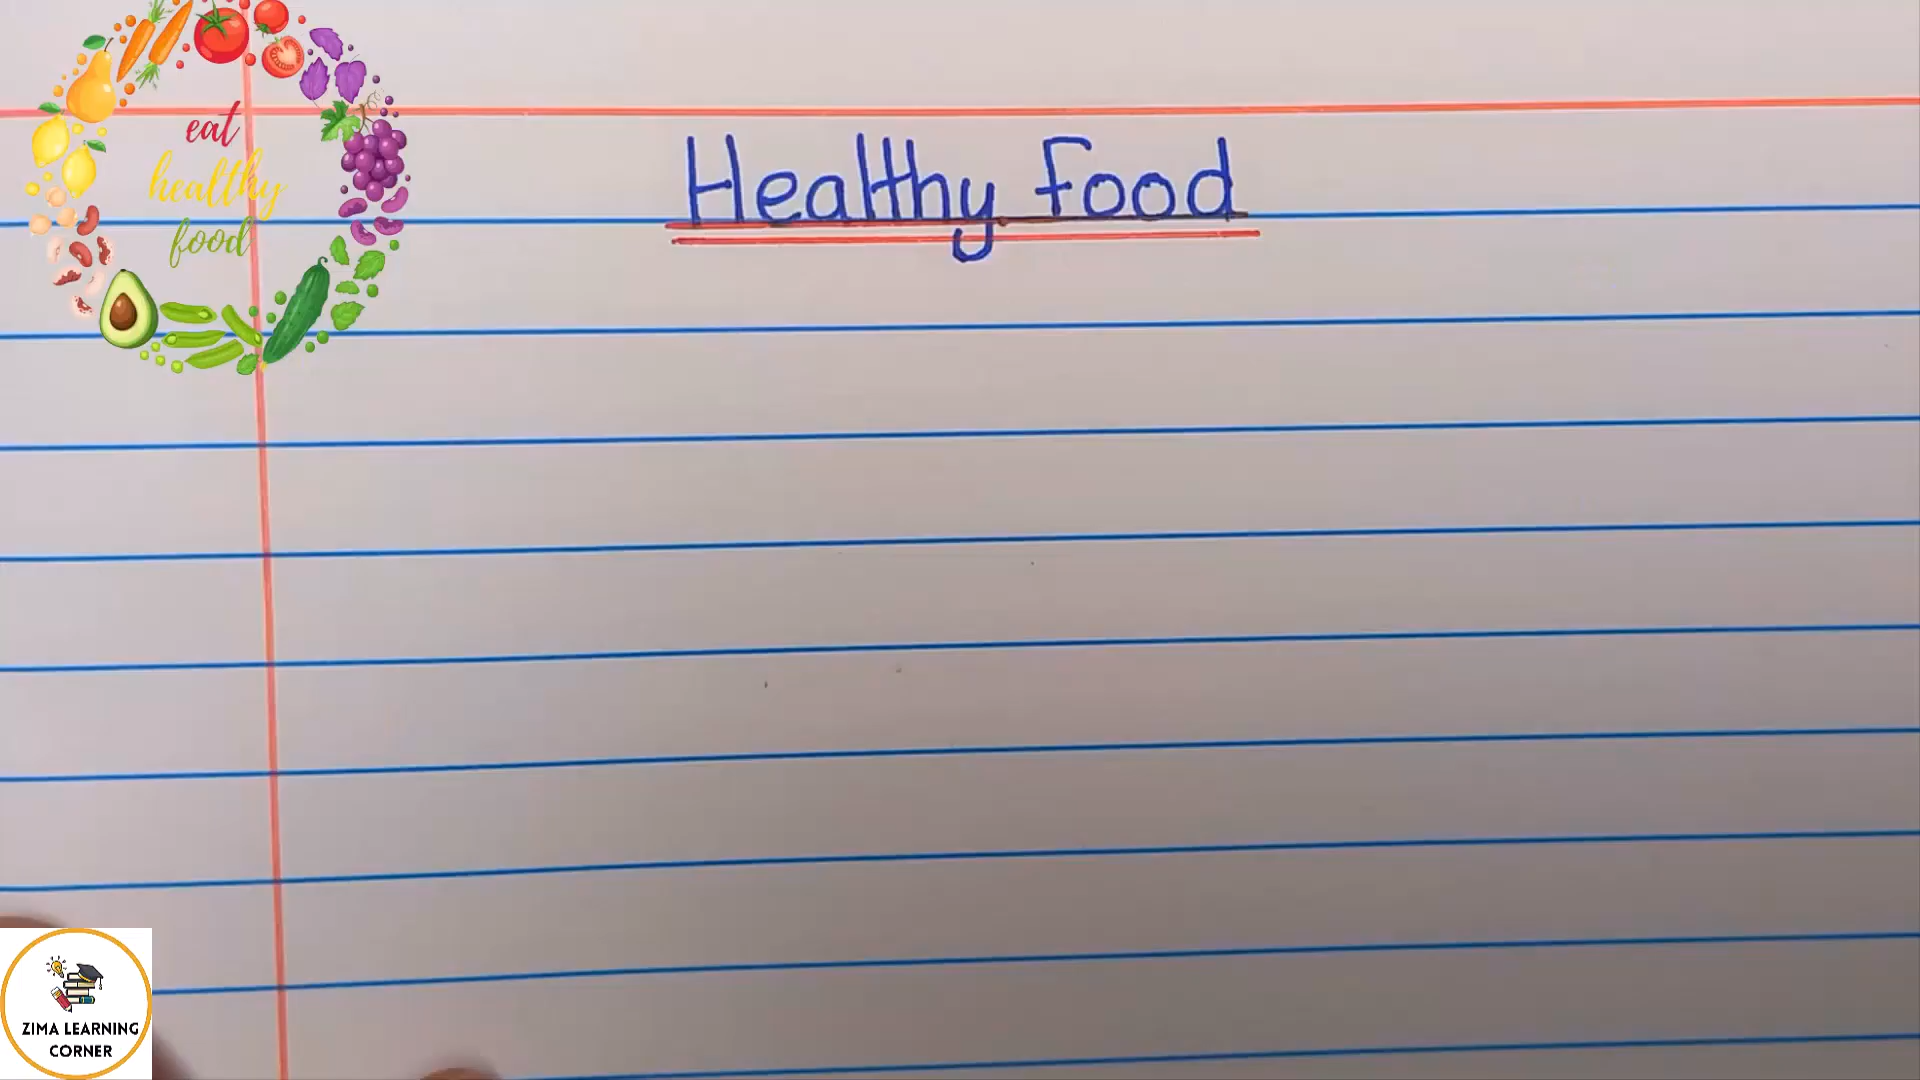 eat
healthy
food
Healthy Food
ZIMA LEARNING
CORNER